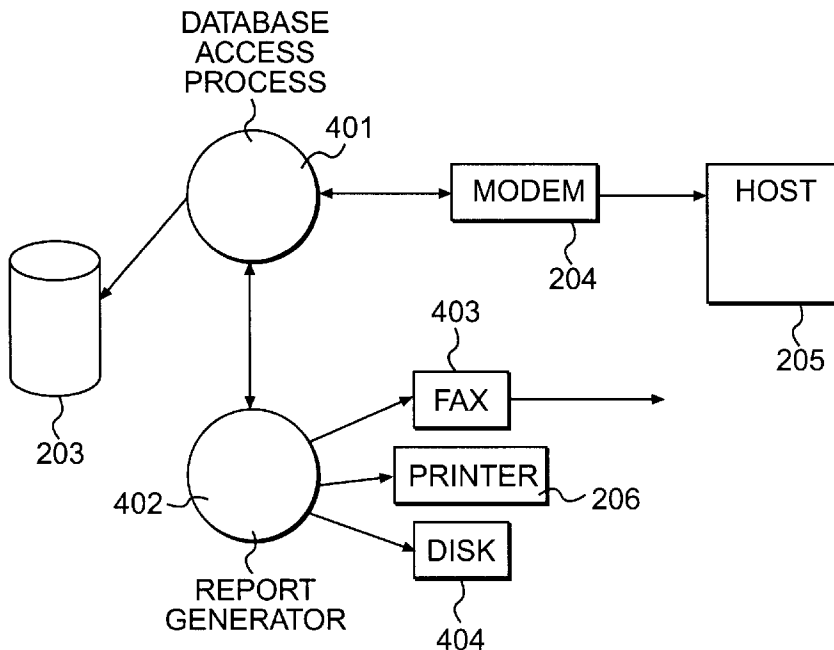 DATABASE
ACCESS
PROCESS
401
MODEM
HOST
204
403
205
FAX
203
402
PRINTER
206
DISK
REPORT
GENERATOR
404